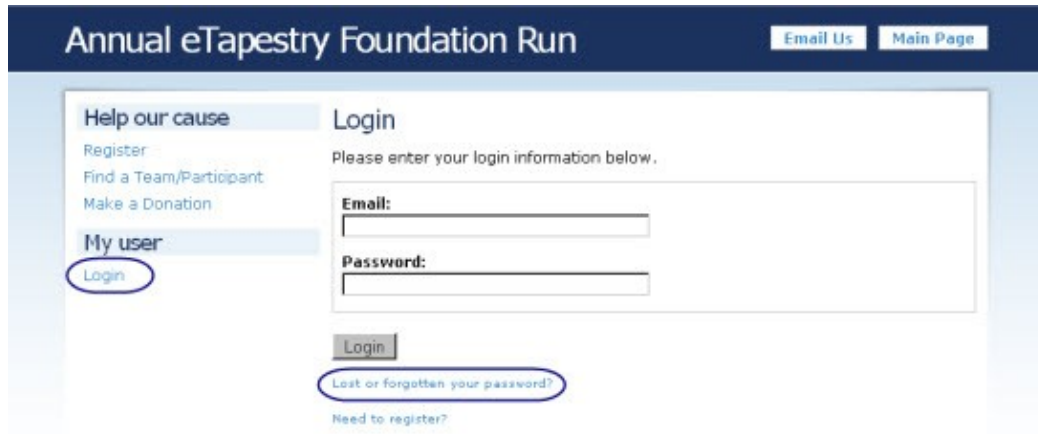 Annual eTapestry Foundation Run
Email Us
Main Page
Help our cause
Register
Find a Team/Participant
Make a Donation
My user
Login
Login
Please enter your login information below.
Email:
Password:
Login
Lost or forgotten your password?
Need to register?